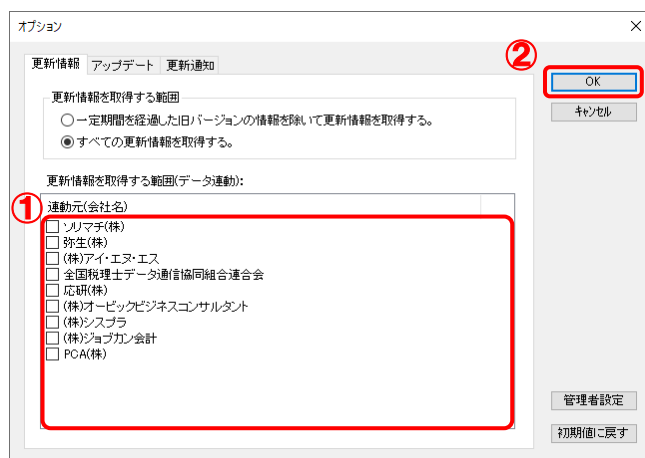 オプション
更新情報 アップデート 更新通知
②
OK
キャンセル
更新情報を取得する範囲
一定期間を経過した旧バージョンの情報を除いて更新情報を取得する。
すべての更新情報を取得する。
更新情報を取得する範囲(データ連動):
①
連動元(会社名)
ソリマチ(株)
弥生(株)
(株)アイ・エヌ・エス
全国税理士データ通信協同組合連合会
応研(株)
(株)オービックビジネスコンサルタント
(株)シスプラ
(株)ジョブカン会計
PCA(株)
管理者設定
初期値に戻す